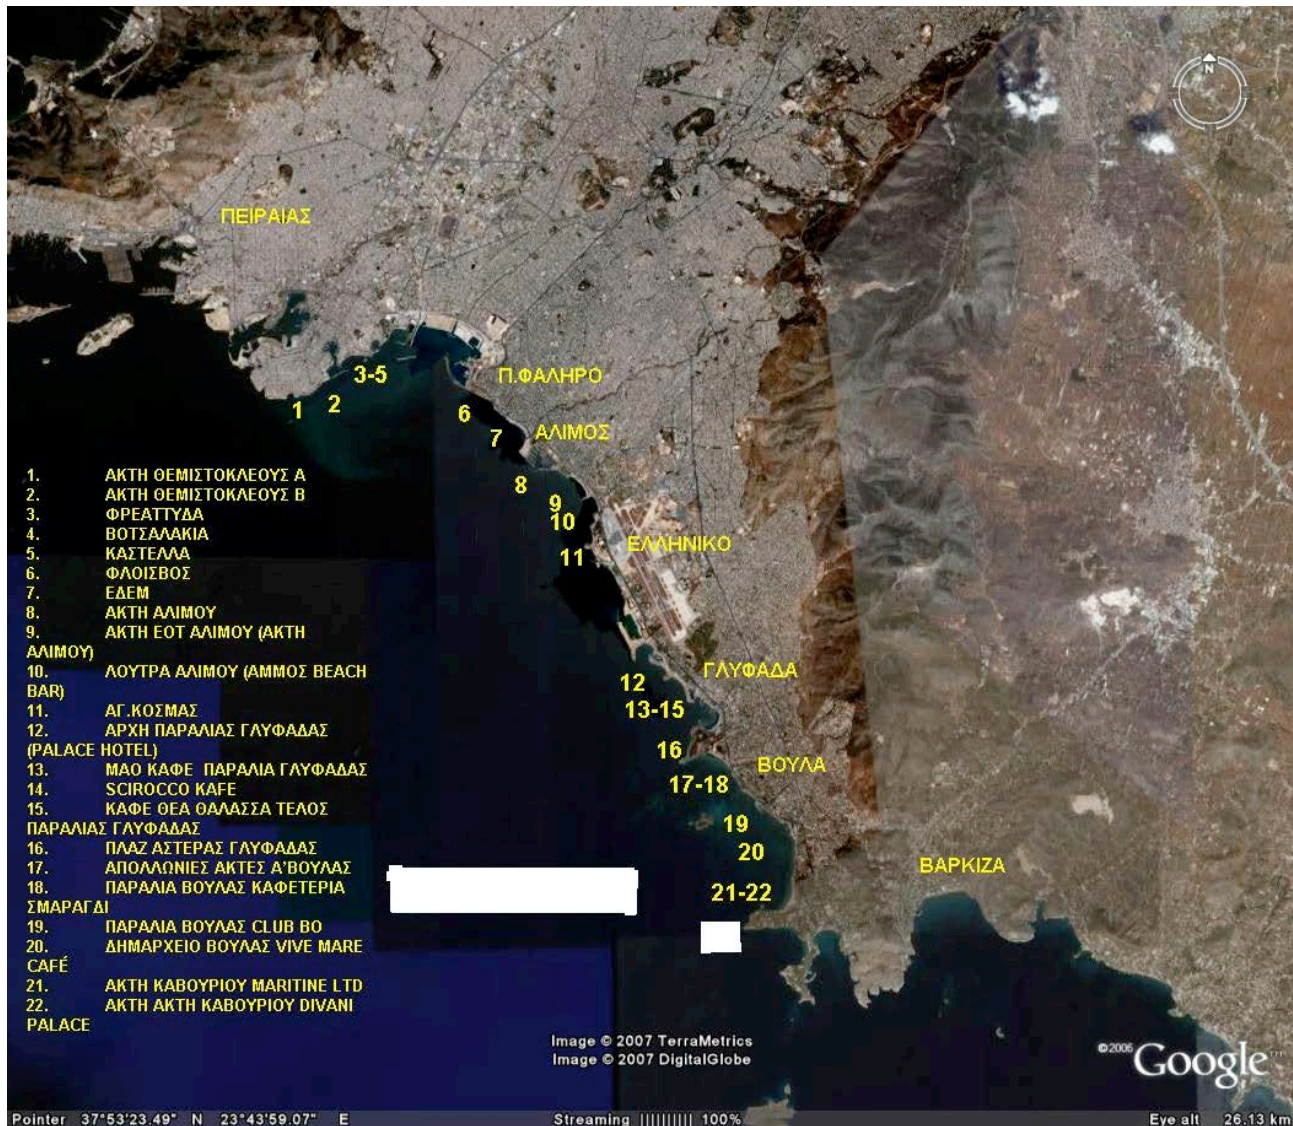 N
ΠΕΙΡΑΙΑΣ
3-5
Π.ΦΑΛΗΡΟ
1
2
6
7
ΑΛΙΜΟΣ
8
9
10
ΕΛΛΗΝΙΚΟ
11
1. ΑΚΤΗ ΘΕΜΙΣΤΟΚΛΕΟΥΣ Α
2. ΑΚΤΗ ΘΕΜΙΣΤΟΚΛΕΟΥΣ Β
3. ΦΡΕΑΤΤΥΔΑ
4. ΒΟΤΣΑΛΑΚΙΑ
5. ΚΑΣΤΕΛΛΑ
6. ΦΛΟΙΣΒΟΣ
7. ΕΔΕΜ
8. ΑΚΤΗ ΑΛΙΜΟΥ
9. ΑΚΤΗ ΕΟΤ ΑΛΙΜΟΥ (ΑΚΤΗ
ΑΛΙΜΟΥ)
10. ΛΟΥΤΡΑ ΑΛΙΜΟΥ (ΑΜΜΟΣ BEACH
BAR)
11. ΑΓ.ΚΟΣΜΑΣ
12. ΑΡΧΗ ΠΑΡΑΛΙΑΣ ΓΛΥΦΑΔΑΣ
(PALACE HOTEL)
13. ΜΑΟ ΚΑΦΕ ΠΑΡΑΛΙΑ ΓΛΥΦΑΔΑΣ
14. SCIROCCO ΚΑFΕ
15. ΚΑΦΕ ΘΕΑ ΘΑΛΑΣΣΑ ΤΕΛΟΣ
ΠΑΡΑΛΙΑΣ ΓΛΥΦΑΔΑΣ
16. ΠΛΑΖ ΑΣΤΕΡΑΣ ΓΛΥΦΑΔΑΣ
17. ΑΠΟΛΛΩΝΙΕΣ ΑΚΤΕΣ Α'ΒΟΥΛΑΣ
18. ΠΑΡΑΛΙΑ ΒΟΥΛΑΣ ΚΑΦΕΤΕΡΙΑ
ΣΜΑΡΑΓΔΙ
19. ΠΑΡΑΛΙΑ ΒΟΥΛΑΣ CLUB BO
20. ΔΗΜΑΡΧΕΙΟ ΒΟΥΛΑΣ VIVE MARE
CAFÉ
21. ΑΚΤΗ ΚΑΒΟΥΡΙΟΥ MARITINE LTD
22. ΑΚΤΗ ΑΚΤΗ ΚΑΒΟΥΡΙΟΥ DIVANI
PALACE
ΓΛΥΦΑΔΑ
12
13-15
16
ΒΟΥΛΑ
17-18
19
20
ΒΑΡΚΙΖΑ
21-22
Image © 2007 TerraMetrics
Image © 2007 DigitalGlobe
©2006 Google™
Pointer 37°53'23.49" N 23°43'59.07" E Streaming |||||||||| 100% Eye alt 26.13 km